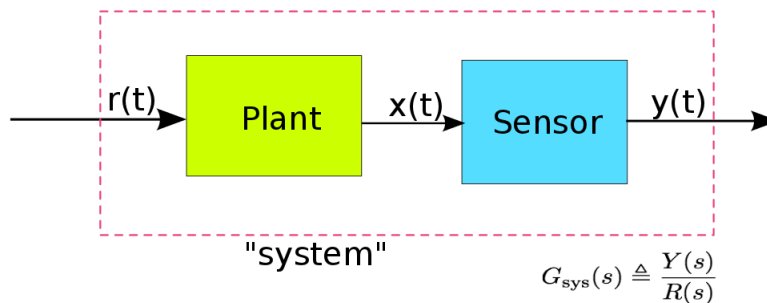 r(t)
Plant
x(t)
Sensor
y(t)
"system"
G_sys(s) ≜ Y(s)/R(s)